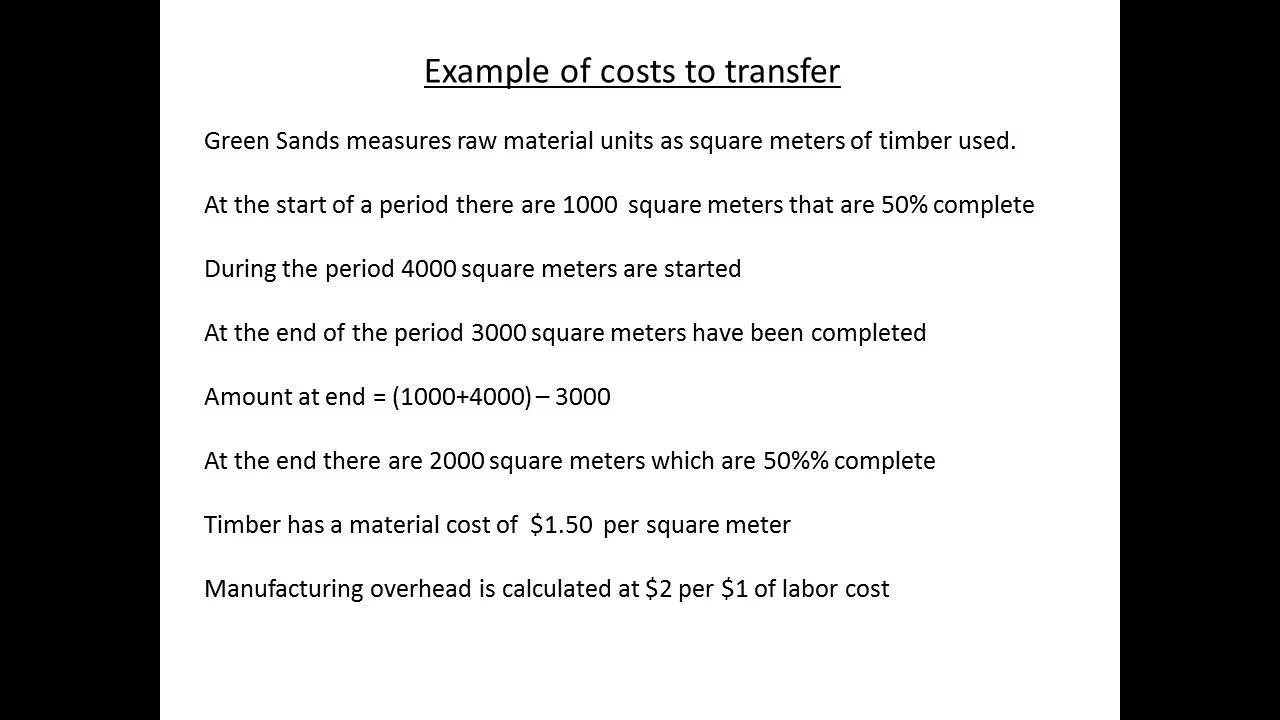 Example of costs to transfer
Green Sands measures raw material units as square meters of timber used.
At the start of a period there are 1000 square meters that are 50% complete
During the period 4000 square meters are started
At the end of the period 3000 square meters have been completed
Amount at end = (1000+4000) – 3000
At the end there are 2000 square meters which are 50%% complete
Timber has a material cost of $1.50 per square meter
Manufacturing overhead is calculated at $2 per $1 of labor cost